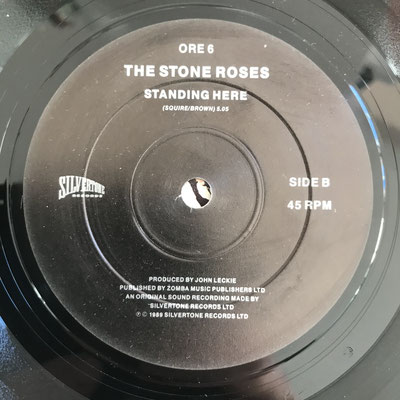 ORE 6
THE STONE ROSES
STANDING HERE
(SQUIRE/BROWN) 5.05
SILVERTONE
RECORDS
SIDE B
45 RPM
PRODUCED BY JOHN LECKIE
PUBLISHED BY ZOMBA MUSIC PUBLISHERS LTD
AN ORIGINAL SOUND RECORDING MADE BY
SILVERTONE RECORDS LTD
℗ © 1989 SILVERTONE RECORDS LTD